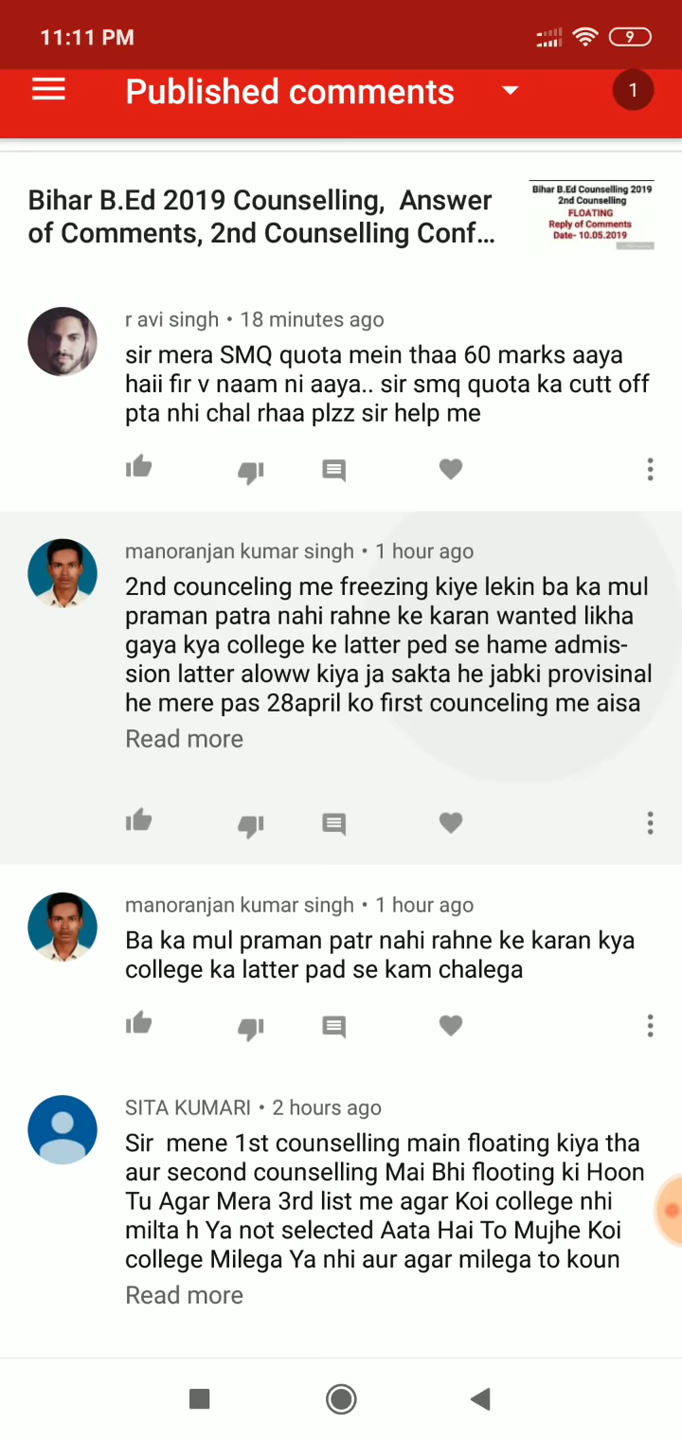 11:11 PM
9
Published comments
1
Bihar B.Ed 2019 Counselling, Answer
of Comments, 2nd Counselling Conf...
Bihar B.Ed Counselling 2019
2nd Counselling
FLOATING
Reply of Comments
Date- 10.05.2019
r avi singh • 18 minutes ago
sir mera SMQ quota mein thaa 60 marks aaya
haii fir v naam ni aaya.. sir smq quota ka cutt off
pta nhi chal rhaa plzz sir help me
manoranjan kumar singh • 1 hour ago
2nd counceling me freezing kiye lekin ba ka mul
praman patra nahi rahne ke karan wanted likha
gaya kya college ke latter ped se hame admis-
sion latter aloww kiya ja sakta he jabki provisinal
he mere pas 28april ko first counceling me aisa
Read more
manoranjan kumar singh • 1 hour ago
Ba ka mul praman patr nahi rahne ke karan kya
college ka latter pad se kam chalega
SITA KUMARI • 2 hours ago
Sir mene 1st counselling main floating kiya tha
aur second counselling Mai Bhi flooting ki Hoon
Tu Agar Mera 3rd list me agar Koi college nhi
milta h Ya not selected Aata Hai To Mujhe Koi
college Milega Ya nhi aur agar milega to koun
Read more